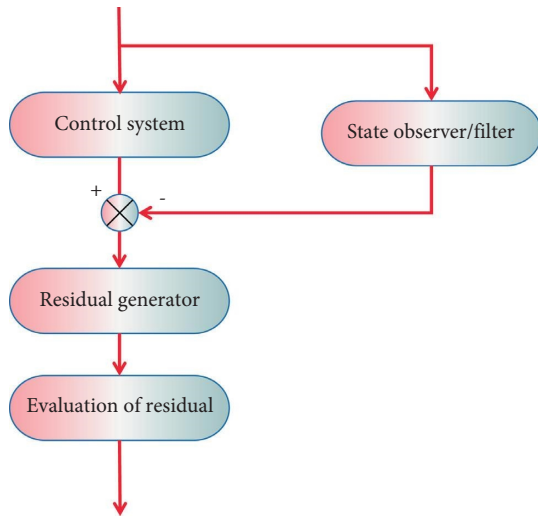 Control system
State observer/filter
+
-
Residual generator
Evaluation of residual